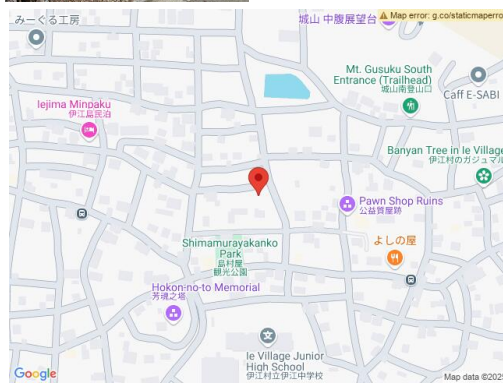 城山 中腹展望台
⚠ Map error: g.co/staticmaperro
みーぐる工房
Mt. Gusuku South
Entrance (Trailhead)
城山南登山口
Caff E-SABI
Iejima Minpaku
伊江島民泊
Banyan Tree in Ie Village
伊江村のガジュマル
Pawn Shop Ruins
公益質屋跡
Shimamurayakanko
Park
島村屋
観光公園
よしの屋
Hokon-no-to Memorial
芳魂之塔
Ie Village Junior
High School
伊江村立伊江中学校
Google
Map data ©202